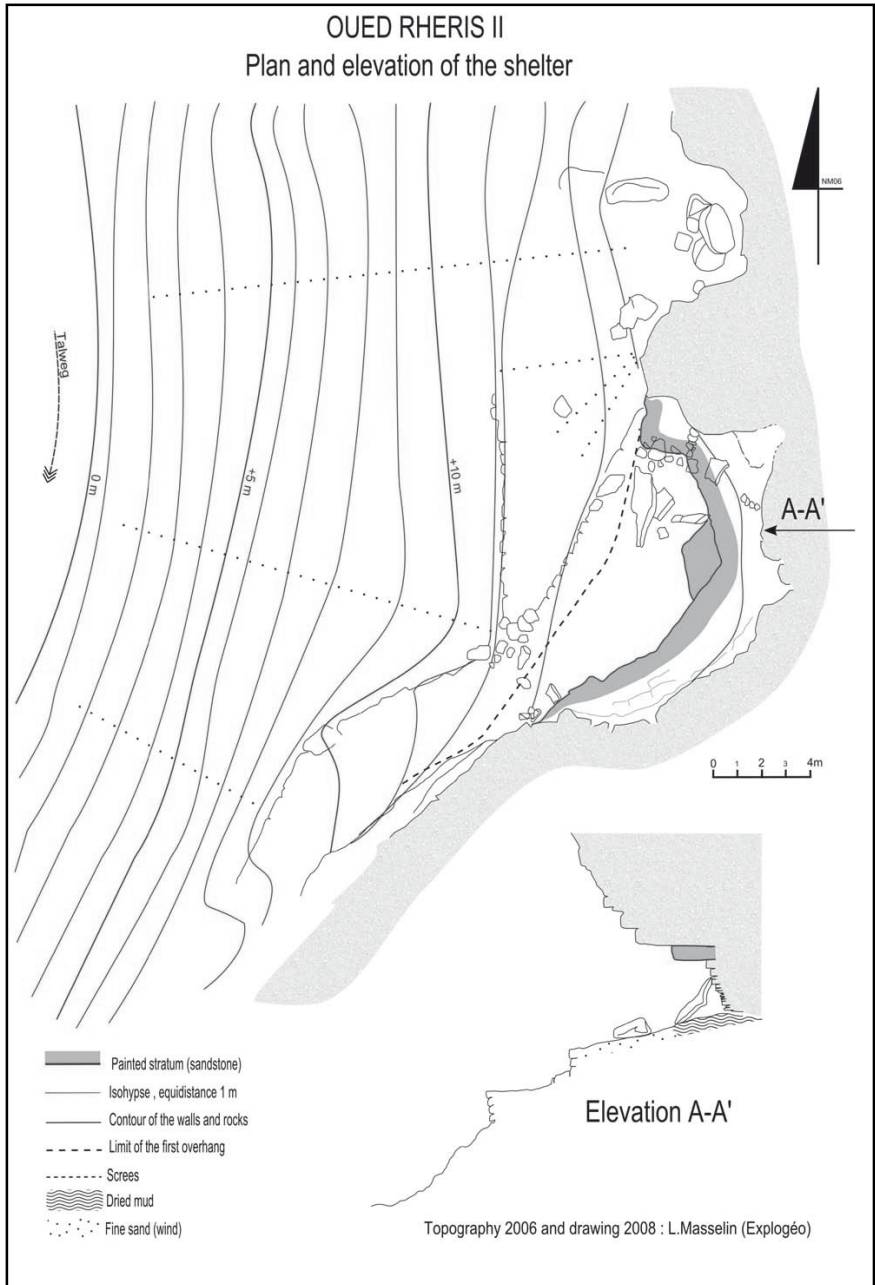 OUED RHERIS II
Plan and elevation of the shelter
NM06
Talweg
0 m
+5 m
+10 m
A-A'
0 1 2 3 4m
Painted stratum (sandstone)
Isohypse , equidistance 1 m
Contour of the walls and rocks
Limit of the first overhang
Screes
Dried mud
Fine sand (wind)
Elevation A-A'
Topography 2006 and drawing 2008 : L.Masselin (Explogéo)